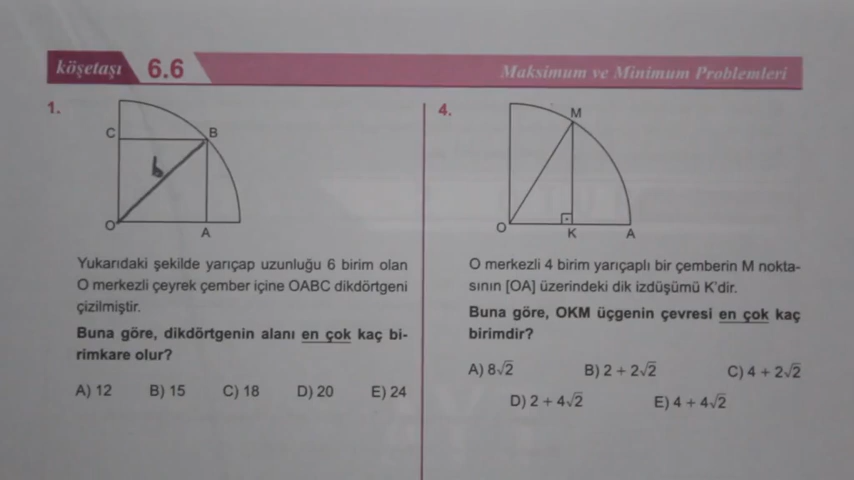 köşetaşı 6.6
Maksimum ve Minimum Problemleri
1.
C
B
6
O
A
Yukarıdaki şekilde yarıçap uzunluğu 6 birim olan
O merkezli çeyrek çember içine OABC dikdörtgeni
çizilmiştir.
Buna göre, dikdörtgenin alanı en çok kaç bi-
rimkare olur?
A) 12 B) 15 C) 18 D) 20 E) 24
4.
M
O
K
A
O merkezli 4 birim yarıçaplı bir çemberin M nokta-
sının [OA] üzerindeki dik izdüşümü K'dir.
Buna göre, OKM üçgenin çevresi en çok kaç
birimdir?
A) 8√2 B) 2 + 2√2 C) 4 + 2√2
D) 2 + 4√2 E) 4 + 4√2